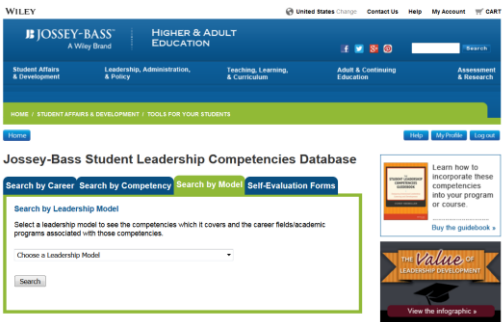 WILEY
United States Change Contact Us Help My Account CART
JOSSEY-BASS™
A Wiley Brand
HIGHER & ADULT
EDUCATION
Search
Student Affairs
& Development
Leadership, Administration,
& Policy
Teaching, Learning,
& Curriculum
Adult & Continuing
Education
Assessment
& Research
HOME / STUDENT AFFAIRS & DEVELOPMENT / TOOLS FOR YOUR STUDENTS
Home Help My Profile Log out
Jossey-Bass Student Leadership Competencies Database
Search by Career Search by Competency Search by Model Self-Evaluation Forms
Search by Leadership Model
Select a leadership model to see the competencies which it covers and the career fields/academic
programs associated with those competencies.
Choose a Leadership Model
Search
STUDENT LEADERSHIP
COMPETENCIES
GUIDEBOOK
Learn how to
incorporate these
competencies
into your program
or course.
Buy the guidebook »
THE Value OF
LEADERSHIP DEVELOPMENT
View the infographic »